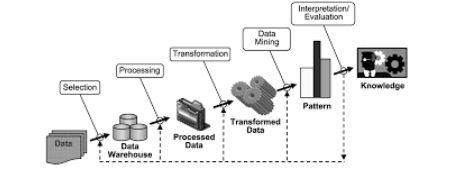 Interpretation/
Evaluation
Data
Mining
Transformation
Processing
Selection
Knowledge
Pattern
Transformed
Data
Processed
Data
Data
Warehouse
Data